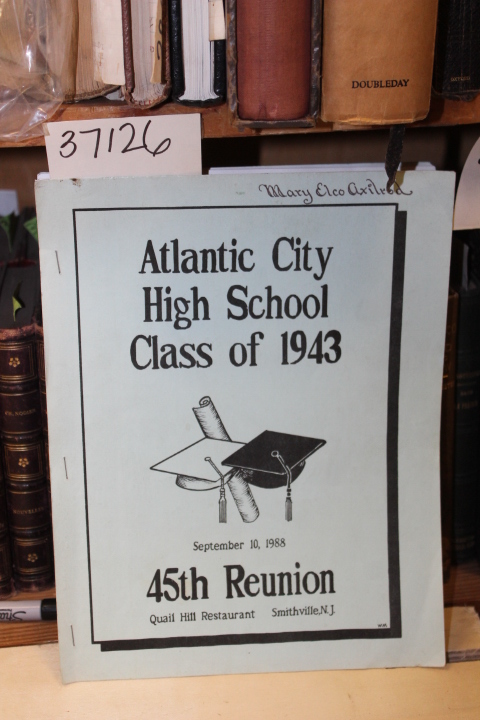 DOUBLEDAY
37126
Mary Elco Axilrod
Atlantic City
High School
Class of 1943
September 10, 1988
45th Reunion
Quail Hill Restaurant Smithville, N.J.